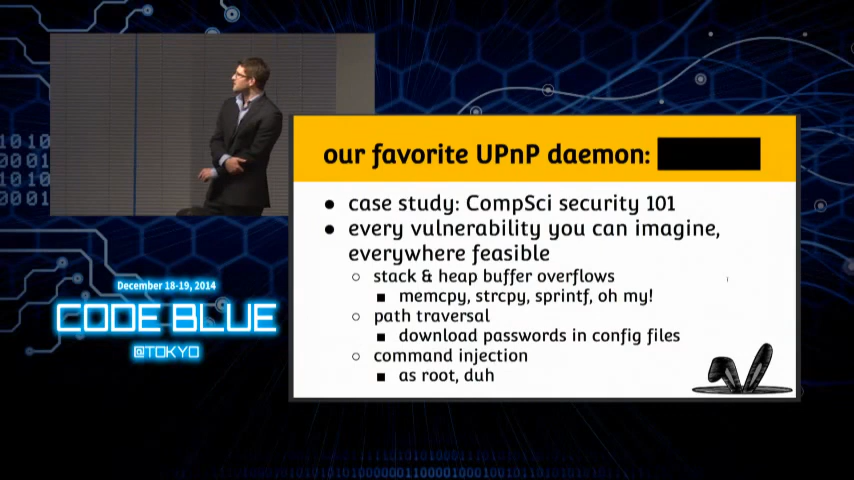 our favorite UPnP daemon:
● case study: CompSci security 101
● every vulnerability you can imagine,
everywhere feasible
○ stack & heap buffer overflows
■ memcpy, strcpy, sprintf, oh my!
○ path traversal
■ download passwords in config files
○ command injection
■ as root, duh
December 18-19, 2014
CODE BLUE
@TOKYO